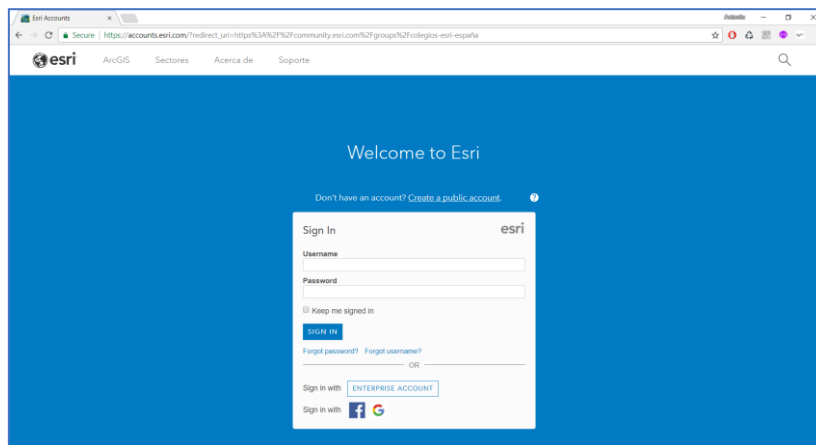 Esri Accounts
Secure | https://accounts.esri.com/?redirect_uri=https%3A%2F%2Fcommunity.esri.com%2Fgroups%2Fcolegios-esri-españa
esri ArcGIS Sectores Acerca de Soporte
Welcome to Esri
Don't have an account? Create a public account. ?
Sign In esri
Username
Password
Keep me signed in
SIGN IN
Forgot password? Forgot username?
OR
Sign in with ENTERPRISE ACCOUNT
Sign in with f G